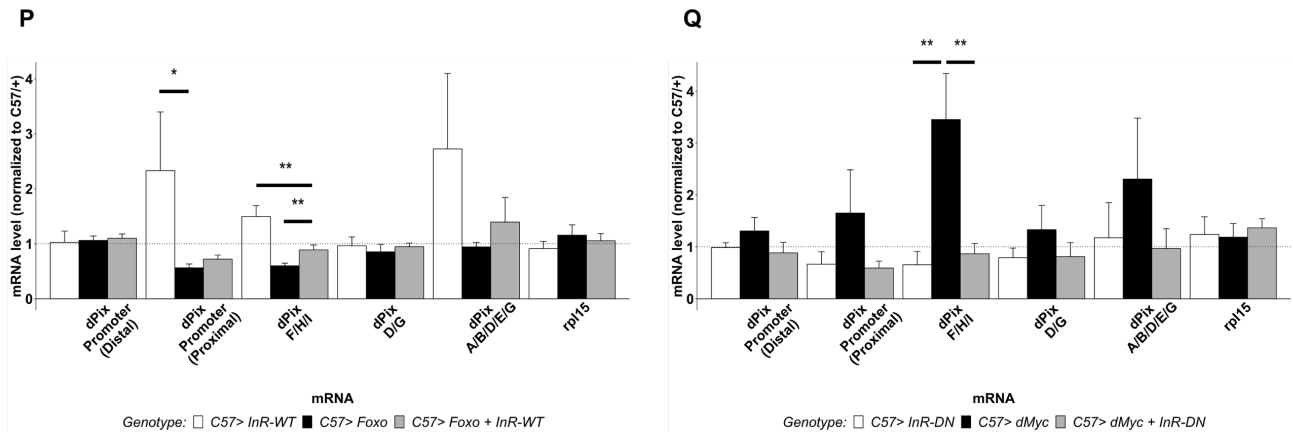 P
mRNA level (normalized to C57/+)
4
3
2
1
0
*
**
**
dPix
Promoter
(Distal)
dPix
Promoter
(Proximal)
dPix
F/H/I
dPix
D/G
dPix
A/B/D/E/G
rpl15
mRNA
Genotype: C57> InR-WT C57> Foxo C57> Foxo + InR-WT
Q
mRNA level (normalized to C57/+)
4
3
2
1
0
** **
dPix
Promoter
(Distal)
dPix
Promoter
(Proximal)
dPix
F/H/I
dPix
D/G
dPix
A/B/D/E/G
rpl15
mRNA
Genotype: C57> InR-DN C57> dMyc C57> dMyc + InR-DN